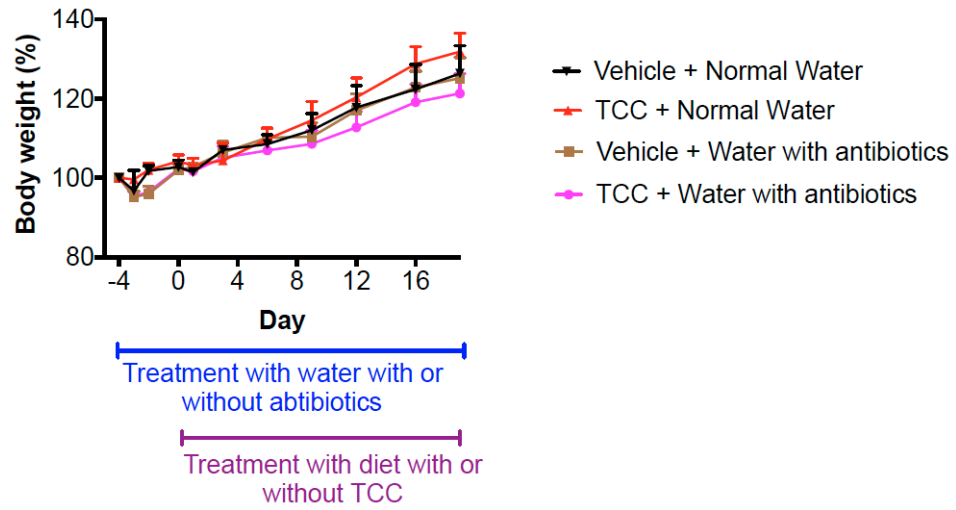 Body weight (%)
140
120
100
80
-4 0 4 8 12 16
Day
Vehicle + Normal Water
TCC + Normal Water
Vehicle + Water with antibiotics
TCC + Water with antibiotics
Treatment with water with or
without abtibiotics
Treatment with diet with or
without TCC